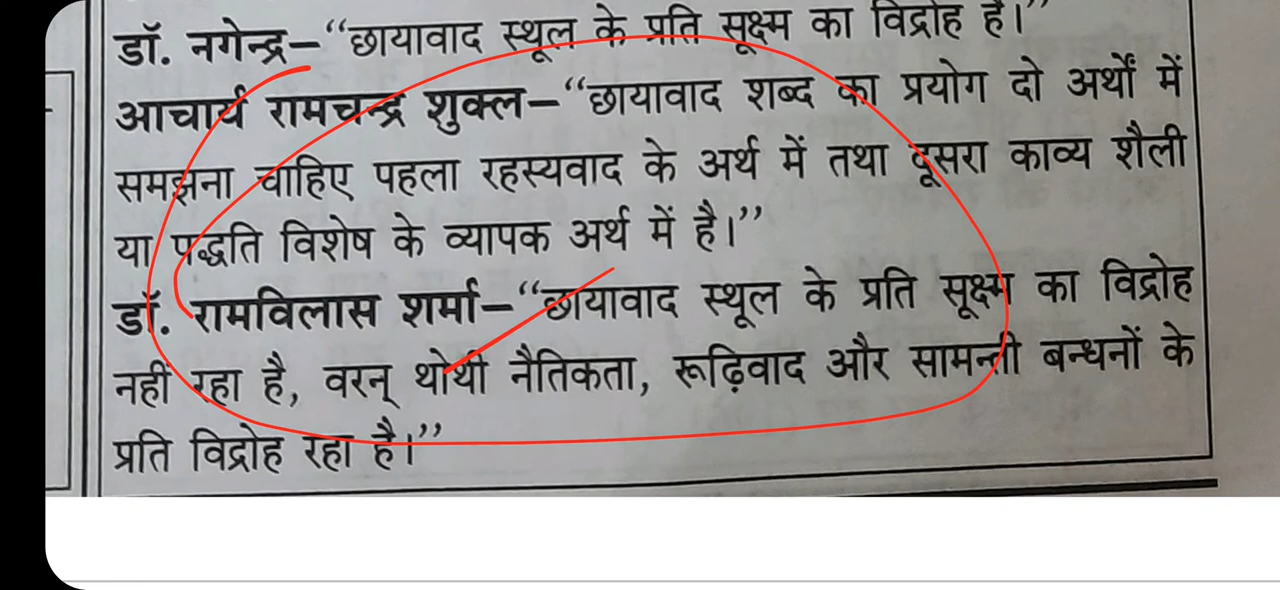 डॉ. नगेन्द्र–“छायावाद स्थूल के प्रति सूक्ष्म का विद्रोह है।”
आचार्य रामचन्द्र शुक्ल–“छायावाद शब्द का प्रयोग दो अर्थों में
समझना चाहिए पहला रहस्यवाद के अर्थ में तथा दूसरा काव्य शैली
या पद्धति विशेष के व्यापक अर्थ में है।”
डॉ. रामविलास शर्मा–“छायावाद स्थूल के प्रति सूक्ष्म का विद्रोह
नहीं रहा है, वरन् थोथी नैतिकता, रूढ़िवाद और सामन्ती बन्धनों के
प्रति विद्रोह रहा है।”